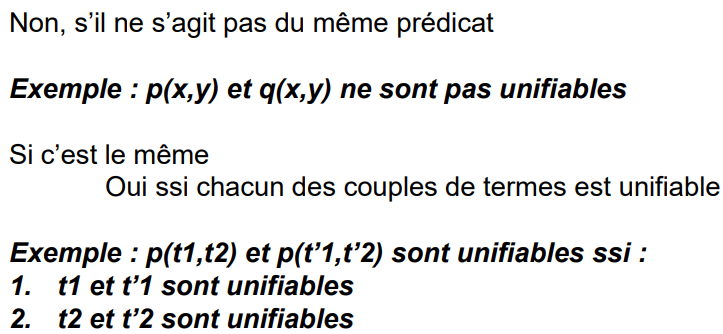 Non, s’il ne s’agit pas du même prédicat
Exemple : p(x,y) et q(x,y) ne sont pas unifiables
Si c’est le même
Oui ssi chacun des couples de termes est unifiable
Exemple : p(t1,t2) et p(t’1,t’2) sont unifiables ssi :
1. t1 et t’1 sont unifiables
2. t2 et t’2 sont unifiables